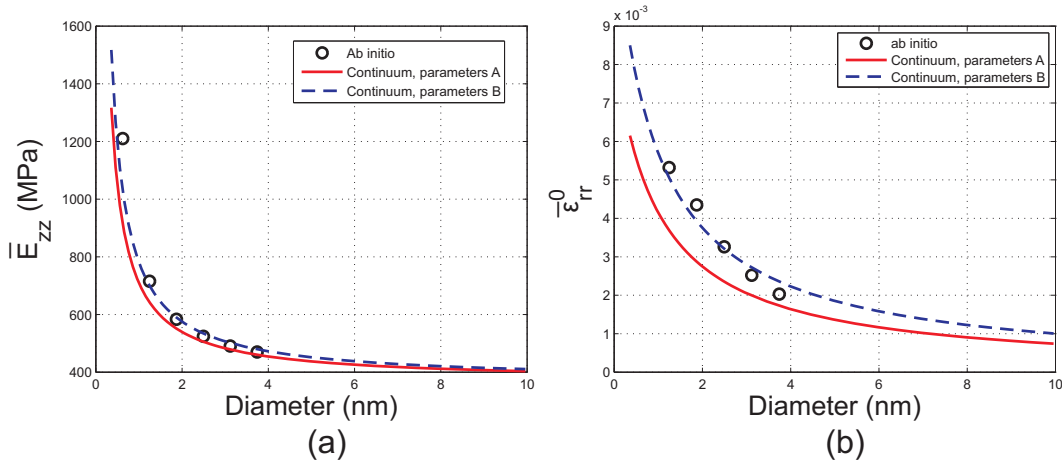 1600
1400
1200
1000
800
600
400
0
2
4
6
8
10
Ab initio
Continuum, parameters A
Continuum, parameters B
E̅zz (MPa)
Diameter (nm)
(a)
x 10⁻³
9
8
7
6
5
4
3
2
1
0
0
2
4
6
8
10
ab initio
Continuum, parameters A
Continuum, parameters B
ε̅⁰rr
Diameter (nm)
(b)